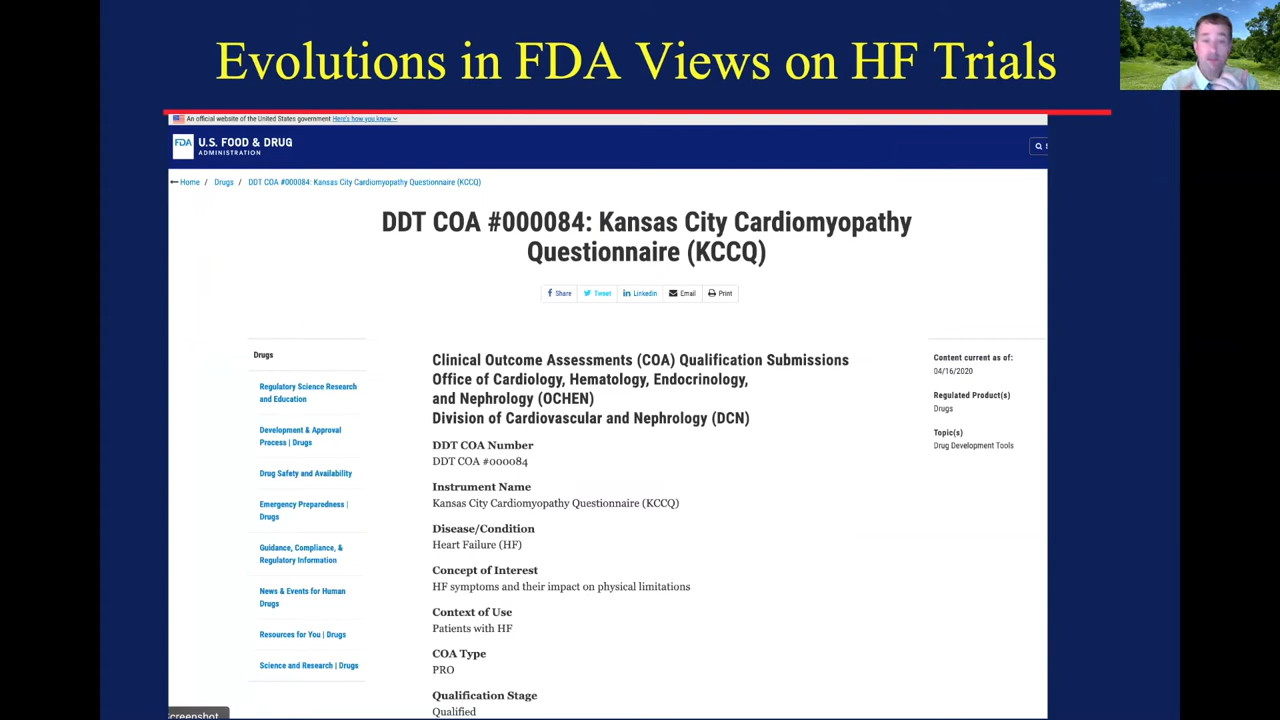 Evolutions in FDA Views on HF Trials
An official website of the United States government Here's how you know
FDA U.S. FOOD & DRUG
ADMINISTRATION
Home / Drugs / DDT COA #000084: Kansas City Cardiomyopathy Questionnaire (KCCQ)
DDT COA #000084: Kansas City Cardiomyopathy
Questionnaire (KCCQ)
Share Tweet Linkedin Email Print
Drugs
Regulatory Science Research
and Education
Development & Approval
Process | Drugs
Drug Safety and Availability
Emergency Preparedness |
Drugs
Guidance, Compliance, &
Regulatory Information
News & Events for Human
Drugs
Resources for You | Drugs
Science and Research | Drugs
Clinical Outcome Assessments (COA) Qualification Submissions
Office of Cardiology, Hematology, Endocrinology,
and Nephrology (OCHEN)
Division of Cardiovascular and Nephrology (DCN)
DDT COA Number
DDT COA #000084
Instrument Name
Kansas City Cardiomyopathy Questionnaire (KCCQ)
Disease/Condition
Heart Failure (HF)
Concept of Interest
HF symptoms and their impact on physical limitations
Context of Use
Patients with HF
COA Type
PRO
Qualification Stage
Qualified
Content current as of:
04/16/2020
Regulated Product(s)
Drugs
Topic(s)
Drug Development Tools